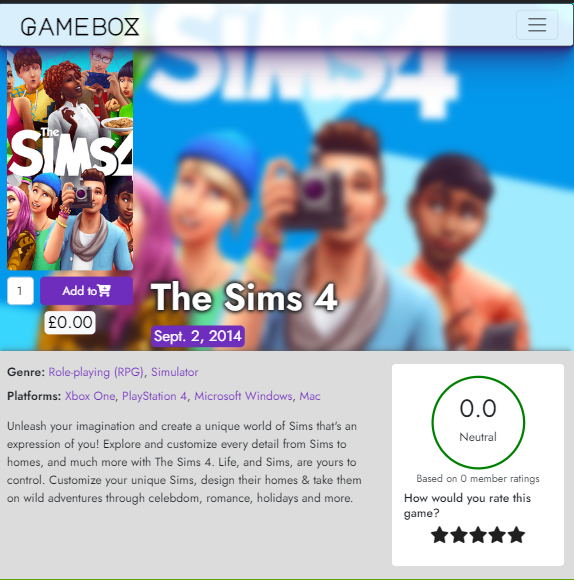 GAMEBOX
SIMS4
The
SIMS4
1
Add to
£0.00
The Sims 4
Sept. 2, 2014
Genre: Role-playing (RPG), Simulator
Platforms: Xbox One, PlayStation 4, Microsoft Windows, Mac
Unleash your imagination and create a unique world of Sims that's an
expression of you! Explore and customize every detail from Sims to
homes, and much more with The Sims 4. Life, and Sims, are yours to
control. Customize your unique Sims, design their homes & take them
on wild adventures through celebdom, romance, holidays and more.
0.0
Neutral
Based on 0 member ratings
How would you rate this
game?